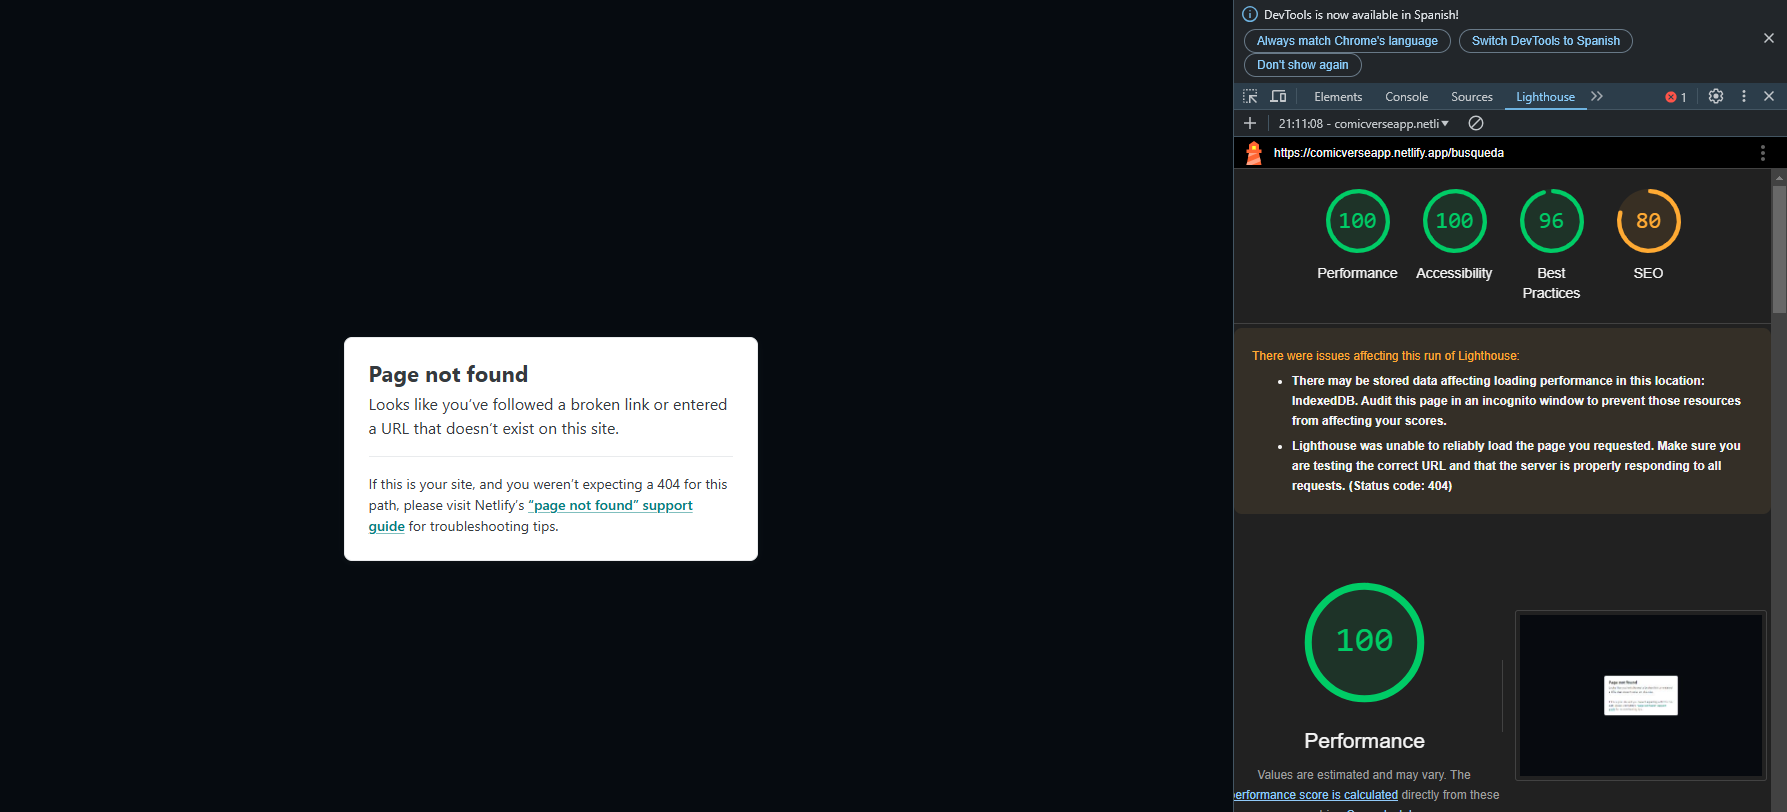 Page not found
Looks like you’ve followed a broken link or entered
a URL that doesn’t exist on this site.
If this is your site, and you weren’t expecting a 404 for this
path, please visit Netlify’s “page not found” support
guide for troubleshooting tips.
DevTools is now available in Spanish!
Always match Chrome's language
Switch DevTools to Spanish
Don't show again
Elements
Console
Sources
Lighthouse
1
21:11:08 - comicverseapp.netli
https://comicverseapp.netlify.app/busqueda
100
100
96
80
Performance
Accessibility
Best
Practices
SEO
There were issues affecting this run of Lighthouse:
• There may be stored data affecting loading performance in this location:
IndexedDB. Audit this page in an incognito window to prevent those resources
from affecting your scores.
• Lighthouse was unable to reliably load the page you requested. Make sure you
are testing the correct URL and that the server is properly responding to all
requests. (Status code: 404)
100
Performance
Values are estimated and may vary. The
erformance score is calculated directly from these
Page not found